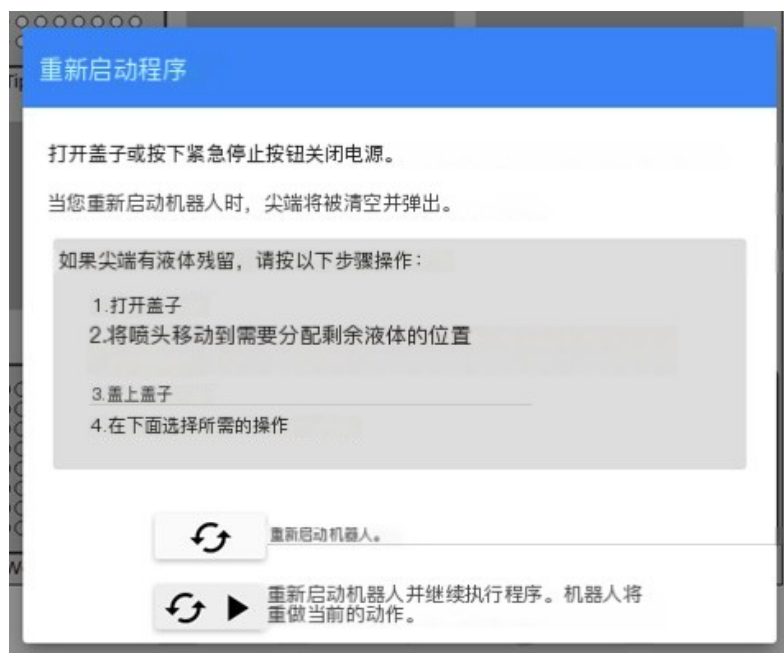 Tip
重新启动程序
打开盖子或按下紧急停止按钮关闭电源。
当您重新启动机器人时，尖端将被清空并弹出。
如果尖端有液体残留，请按以下步骤操作：
1.打开盖子
2.将喷头移动到需要分配剩余液体的位置
3.盖上盖子
4.在下面选择所需的操作
重新启动机器人。
重新启动机器人并继续执行程序。机器人将
重做当前的动作。